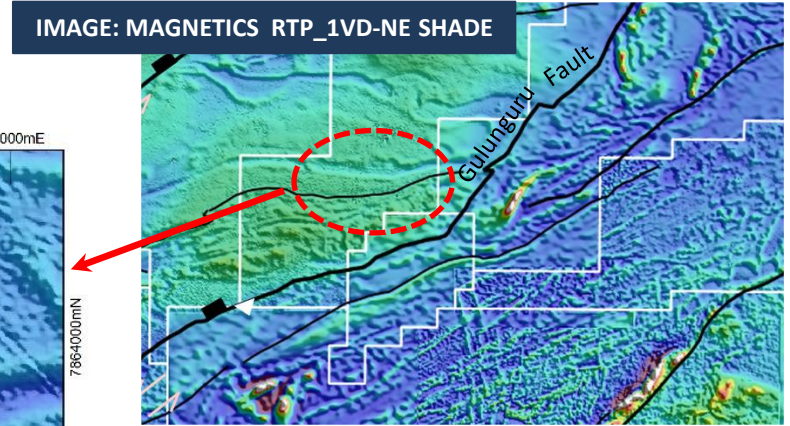 IMAGE: MAGNETICS RTP_1VD-NE SHADE
Gulunguru Fault
000mE
7864000mN